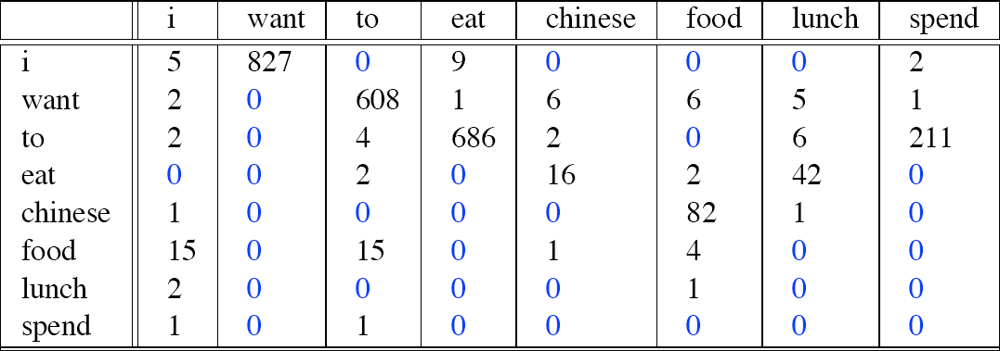 i want to eat chinese food lunch spend
i 5 827 0 9 0 0 0 2
want 2 0 608 1 6 6 5 1
to 2 0 4 686 2 0 6 211
eat 0 0 2 0 16 2 42 0
chinese 1 0 0 0 0 82 1 0
food 15 0 15 0 1 4 0 0
lunch 2 0 0 0 0 1 0 0
spend 1 0 1 0 0 0 0 0